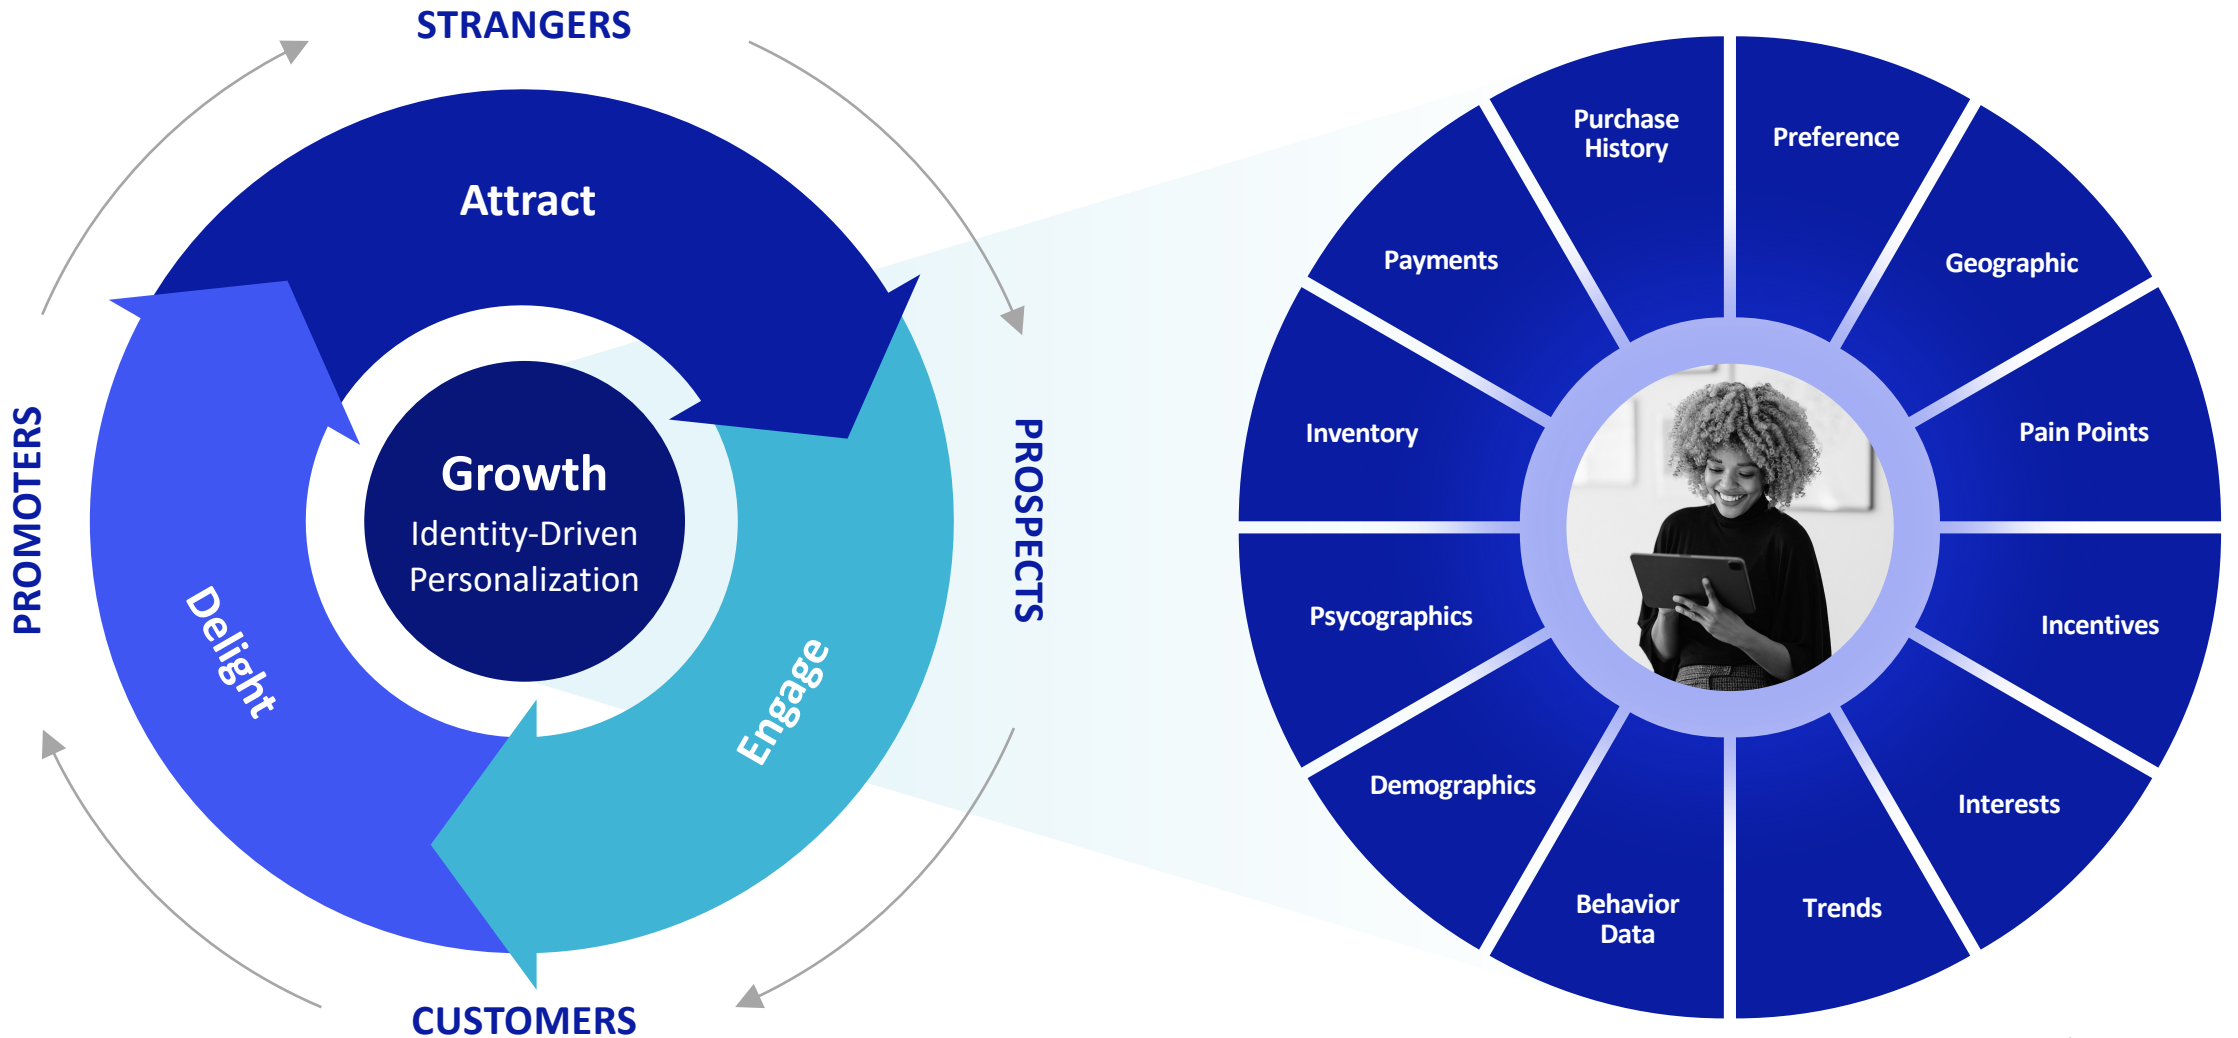 STRANGERS
Attract
PROMOTERS
Growth
Identity-Driven
Personalization
PROSPECTS
Delight
Engage
CUSTOMERS
Purchase
History
Preference
Geographic
Pain Points
Incentives
Interests
Trends
Behavior
Data
Demographics
Psycographics
Inventory
Payments